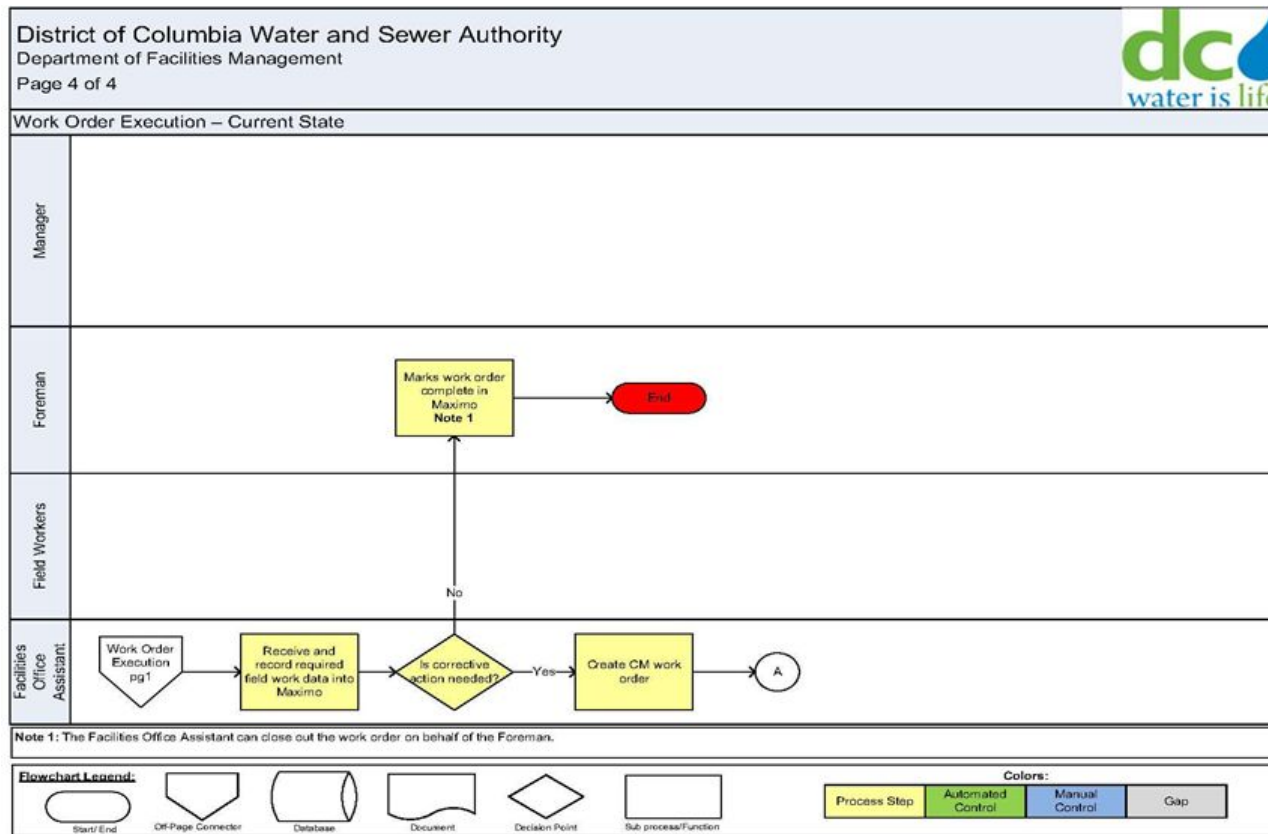 District of Columbia Water and Sewer Authority
Department of Facilities Management
Page 4 of 4
dc
water is life
Work Order Execution – Current State
Manager
Foreman
Marks work order
complete in
Maximo
Note 1
End
Field Workers
No
Facilities
Office
Assistant
Work Order
Execution
pg1
Receive and
record required
field work data into
Maximo
Is corrective
action needed?
Yes
Create CM work
order
A
Note 1: The Facilities Office Assistant can close out the work order on behalf of the Foreman.
Flowchart Legend:
Start/ End
Off-Page Connector
Database
Document
Decision Point
Sub process/Function
Colors:
Process Step
Automated
Control
Manual
Control
Gap